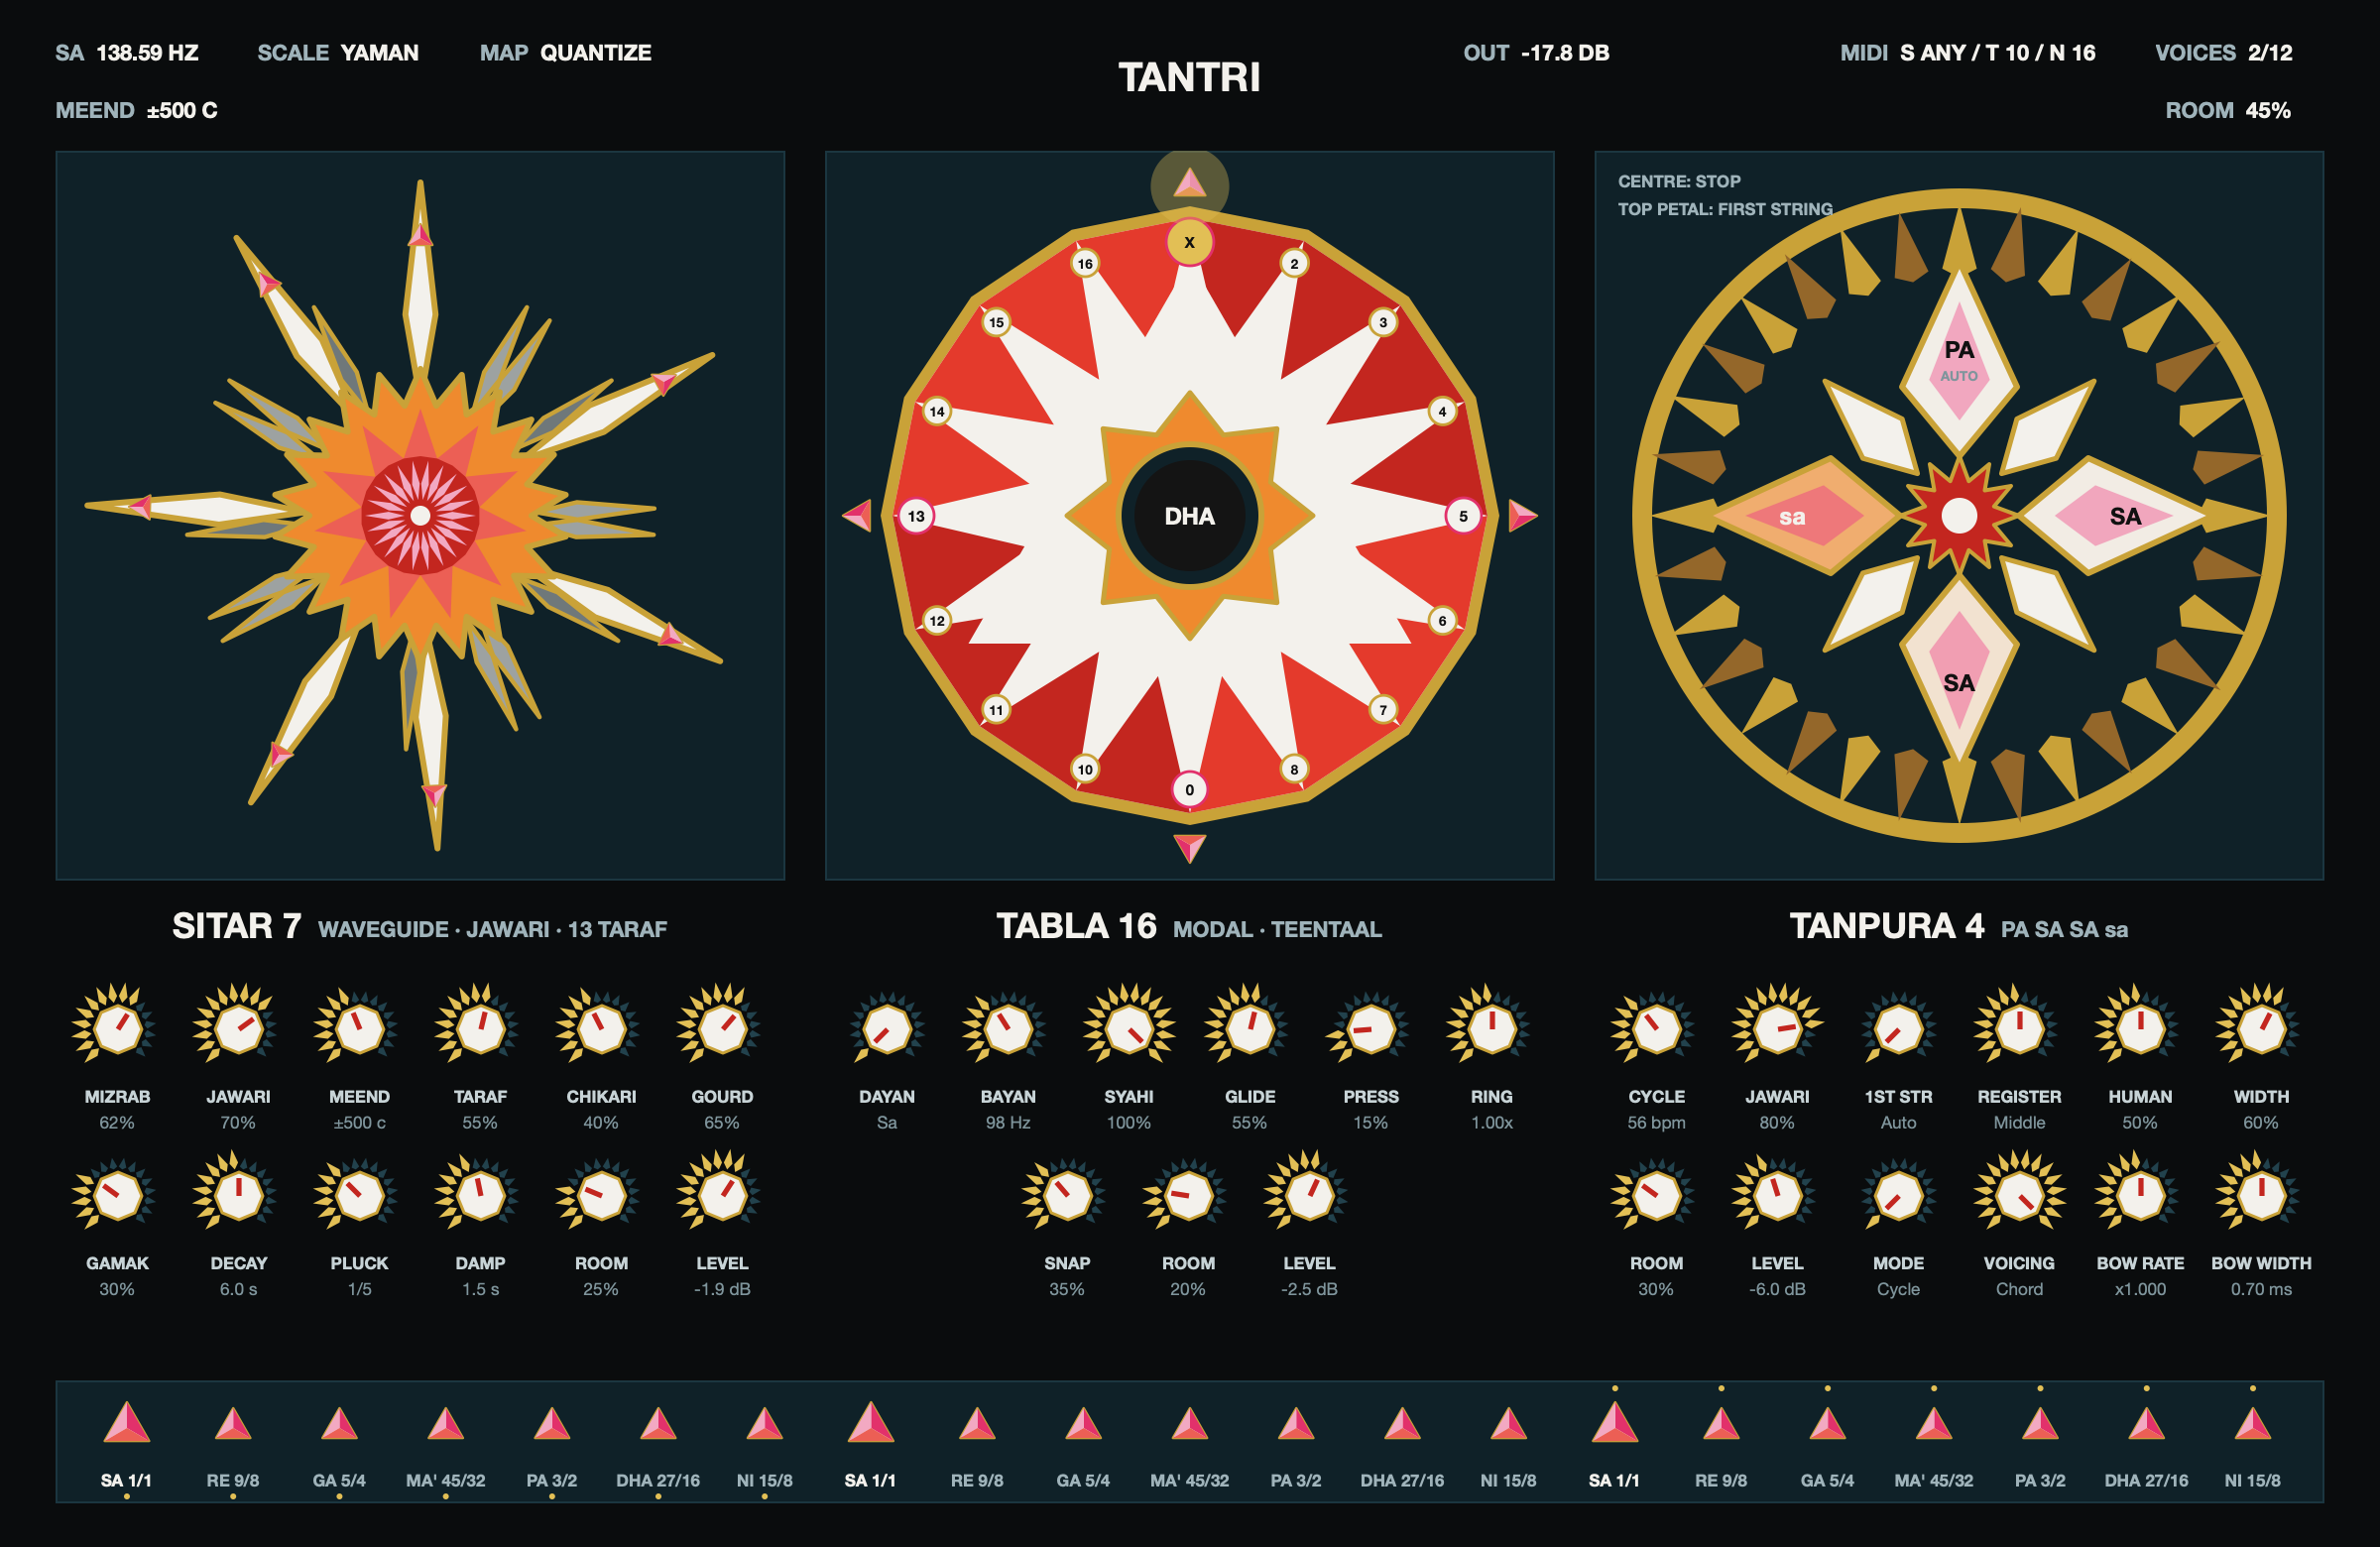 SA 138.59 HZ SCALE YAMAN MAP QUANTIZE
TANTRI
OUT -17.8 DB MIDI S ANY / T 10 / N 16 VOICES 2/12
MEEND ±500 C
ROOM 45%
X
2
3
4
5
6
7
8
0
10
11
12
13
14
15
16
DHA
CENTRE: STOP
TOP PETAL: FIRST STRING
PA
AUTO
sa
SA
SA
SITAR 7 WAVEGUIDE · JAWARI · 13 TARAF
TABLA 16 MODAL · TEENTAAL
TANPURA 4 PA SA SA sa
MIZRAB JAWARI MEEND TARAF CHIKARI GOURD
62% 70% ±500 c 55% 40% 65%
GAMAK DECAY PLUCK DAMP ROOM LEVEL
30% 6.0 s 1/5 1.5 s 25% -1.9 dB
DAYAN BAYAN SYAHI GLIDE PRESS RING
Sa 98 Hz 100% 55% 15% 1.00x
SNAP ROOM LEVEL
35% 20% -2.5 dB
CYCLE JAWARI 1ST STR REGISTER HUMAN WIDTH
56 bpm 80% Auto Middle 50% 60%
ROOM LEVEL MODE VOICING BOW RATE BOW WIDTH
30% -6.0 dB Cycle Chord x1.000 0.70 ms
SA 1/1 RE 9/8 GA 5/4 MA' 45/32 PA 3/2 DHA 27/16 NI 15/8 SA 1/1 RE 9/8 GA 5/4 MA' 45/32 PA 3/2 DHA 27/16 NI 15/8 SA 1/1 RE 9/8 GA 5/4 MA' 45/32 PA 3/2 DHA 27/16 NI 15/8